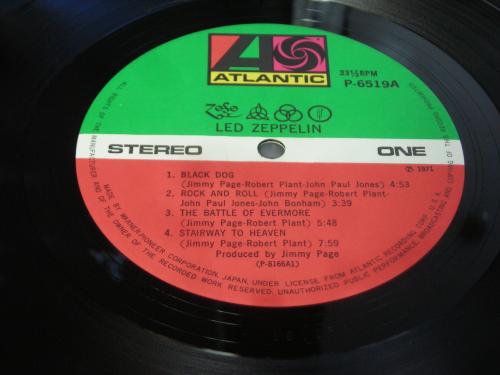 ATLANTIC
33 1/3 RPM
P-6519A
LED ZEPPELIN
STEREO
ONE
℗ 1971
1. BLACK DOG
(Jimmy Page-Robert Plant-John Paul Jones) 4:53
2. ROCK AND ROLL (Jimmy Page-Robert Plant-
John Paul Jones-John Bonham) 3:39
3. THE BATTLE OF EVERMORE
(Jimmy Page-Robert Plant) 5:48
4. STAIRWAY TO HEAVEN
(Jimmy Page-Robert Plant) 7:59
Produced by Jimmy Page
(P-8166A1)
MADE BY WARNER-PIONEER CORPORATION, JAPAN, UNDER LICENSE FROM ATLANTIC RECORDING CORP. U.S.A.
ALL RIGHTS OF THE MANUFACTURER AND OF THE OWNER OF THE RECORDED WORK RESERVED. UNAUTHORIZED PUBLIC PERFORMANCE, BROADCASTING AND COPYING OF THIS